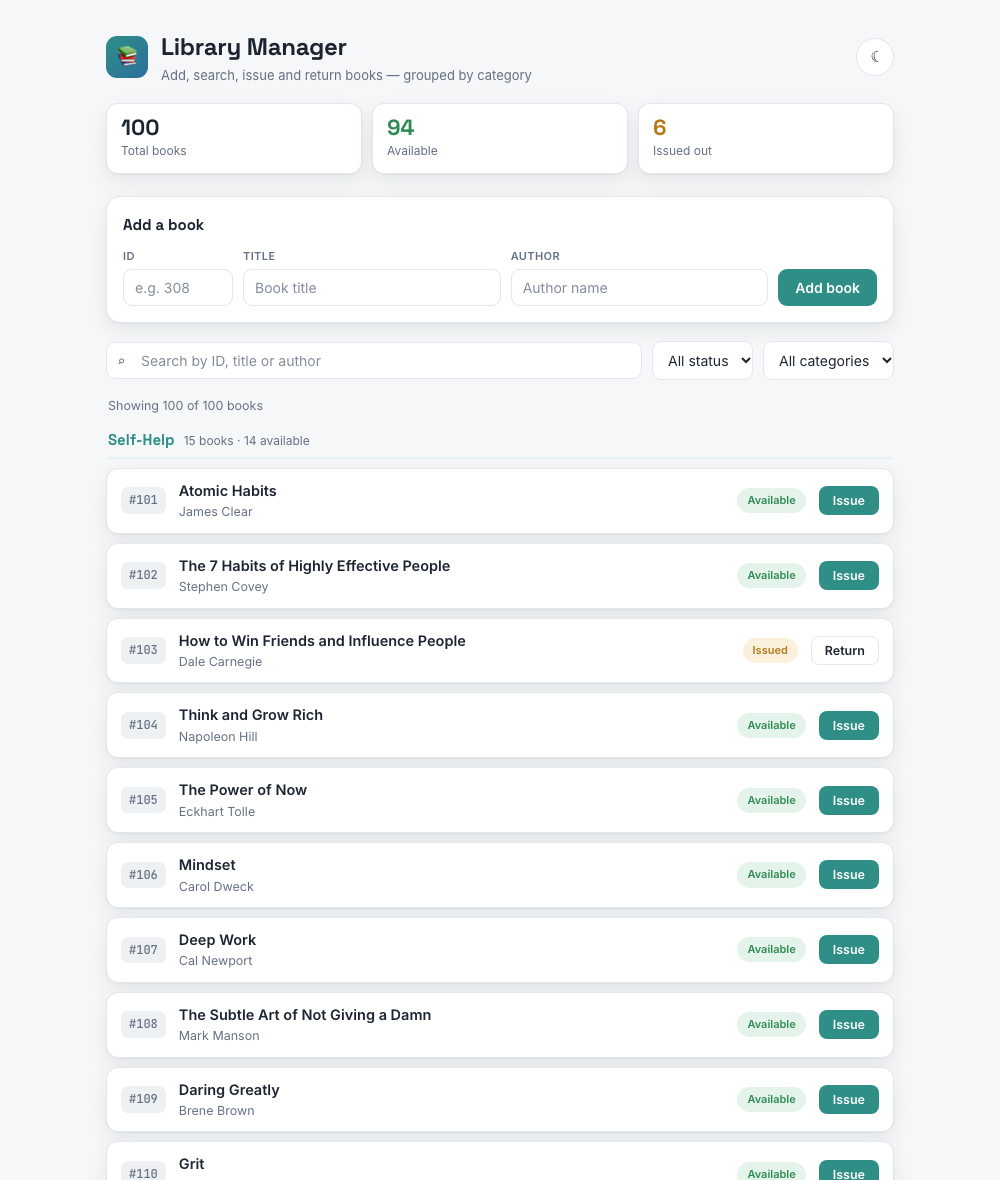 Library Manager
Add, search, issue and return books — grouped by category
☾
100
Total books
94
Available
6
Issued out
Add a book
ID
TITLE
AUTHOR
e.g. 308
Book title
Author name
Add book
Search by ID, title or author
All status
All categories
Showing 100 of 100 books
Self-Help 15 books · 14 available
#101
Atomic Habits
James Clear
Available
Issue
#102
The 7 Habits of Highly Effective People
Stephen Covey
Available
Issue
#103
How to Win Friends and Influence People
Dale Carnegie
Issued
Return
#104
Think and Grow Rich
Napoleon Hill
Available
Issue
#105
The Power of Now
Eckhart Tolle
Available
Issue
#106
Mindset
Carol Dweck
Available
Issue
#107
Deep Work
Cal Newport
Available
Issue
#108
The Subtle Art of Not Giving a Damn
Mark Manson
Available
Issue
#109
Daring Greatly
Brene Brown
Available
Issue
#110
Grit
Available
Issue